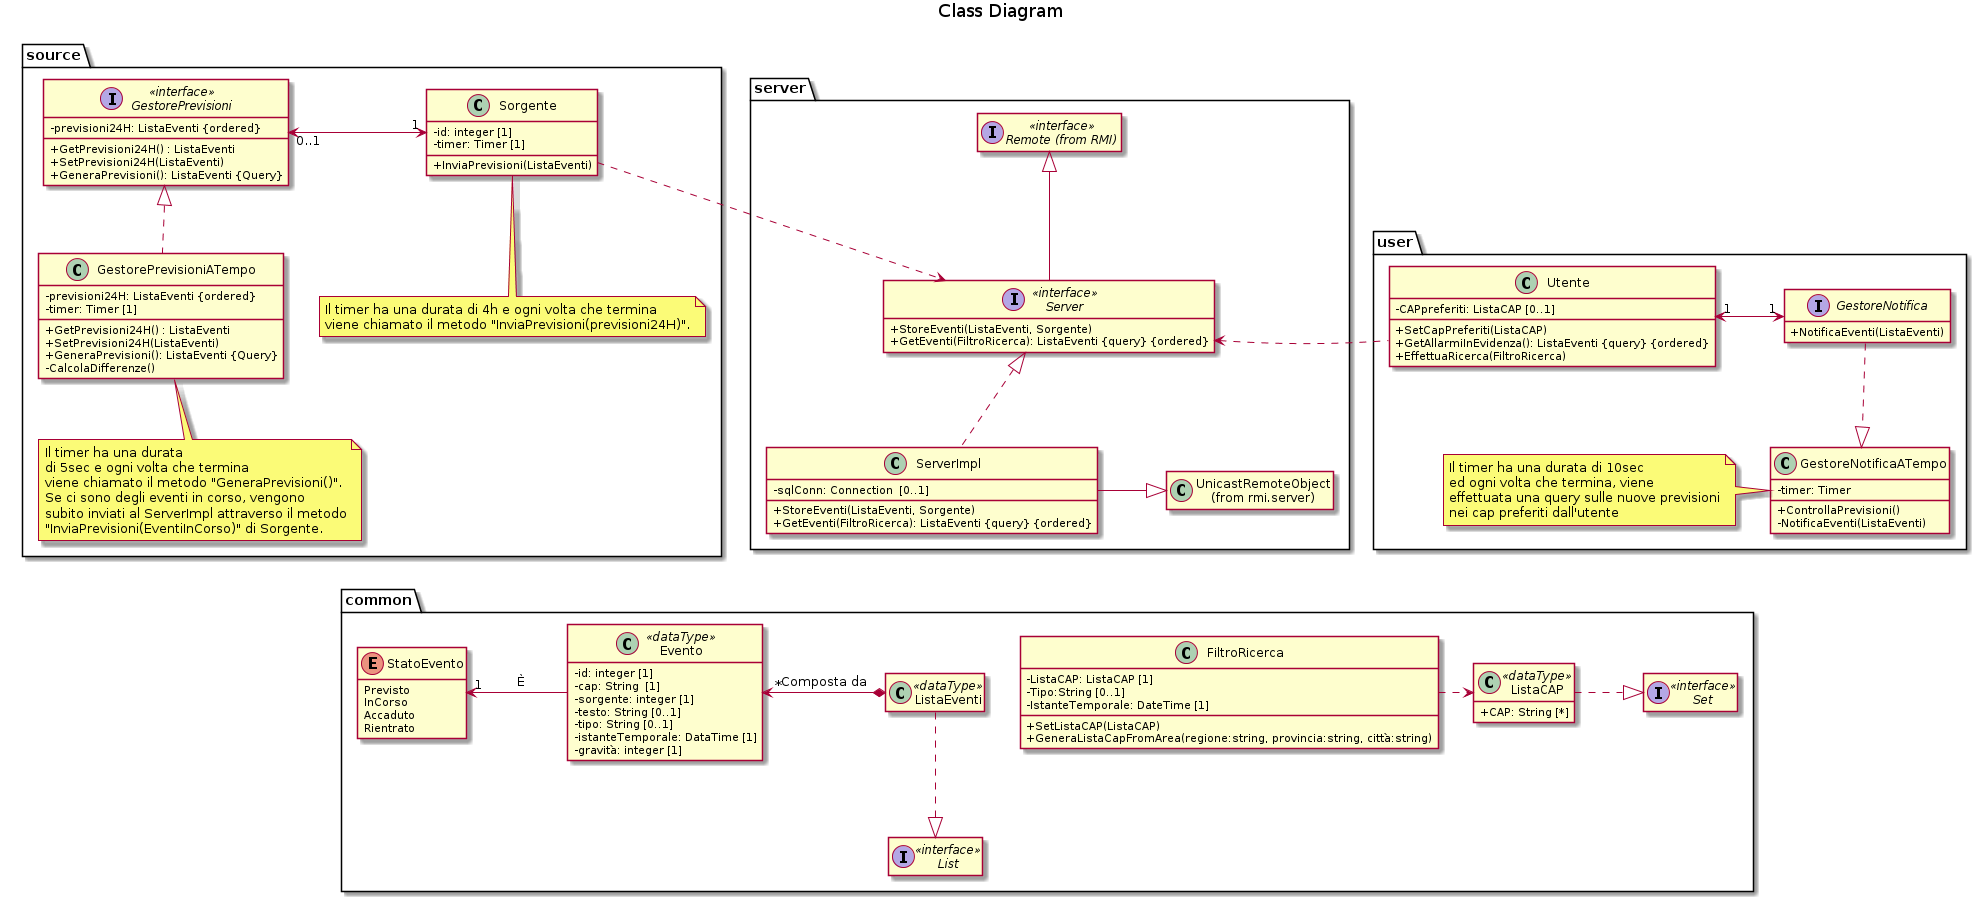 Class Diagram
source
«interface»
GestorePrevisioni
-previsioni24H: ListaEventi {ordered}
+GetPrevisioni24H() : ListaEventi
+SetPrevisioni24H(ListaEventi)
+GeneraPrevisioni(): ListaEventi {Query}
0..1
1
Sorgente
-id: integer [1]
-timer: Timer [1]
+InviaPrevisioni(ListaEventi)
GestorePrevisioniATempo
-previsioni24H: ListaEventi {ordered}
-timer: Timer [1]
+GetPrevisioni24H() : ListaEventi
+SetPrevisioni24H(ListaEventi)
+GeneraPrevisioni(): ListaEventi {Query}
-CalcolaDifferenze()
Il timer ha una durata di 4h e ogni volta che termina
viene chiamato il metodo "InviaPrevisioni(previsioni24H)".
Il timer ha una durata
di 5sec e ogni volta che termina
viene chiamato il metodo "GeneraPrevisioni()".
Se ci sono degli eventi in corso, vengono
subito inviati al ServerImpl attraverso il metodo
"InviaPrevisioni(EventiInCorso)" di Sorgente.
server
«interface»
Remote (from RMI)
«interface»
Server
+StoreEventi(ListaEventi, Sorgente)
+GetEventi(FiltroRicerca): ListaEventi {query} {ordered}
ServerImpl
-sqlConn: Connection  [0..1]
+StoreEventi(ListaEventi, Sorgente)
+GetEventi(FiltroRicerca): ListaEventi {query} {ordered}
UnicastRemoteObject
(from rmi.server)
user
Utente
-CAPpreferiti: ListaCAP [0..1]
+SetCapPreferiti(ListaCAP)
+GetAllarmiInEvidenza(): ListaEventi {query} {ordered}
+EffettuaRicerca(FiltroRicerca)
1
1
GestoreNotifica
+NotificaEventi(ListaEventi)
Il timer ha una durata di 10sec
ed ogni volta che termina, viene
effettuata una query sulle nuove previsioni
nei cap preferiti dall'utente
GestoreNotificaATempo
-timer: Timer
+ControllaPrevisioni()
-NotificaEventi(ListaEventi)
common
StatoEvento
Previsto
InCorso
Accaduto
Rientrato
1
È
«dataType»
Evento
-id: integer [1]
-cap: String  [1]
-sorgente: integer [1]
-testo: String [0..1]
-tipo: String [0..1]
-istanteTemporale: DataTime [1]
-gravità: integer [1]
*
Composta da
«dataType»
ListaEventi
«interface»
List
FiltroRicerca
-ListaCAP: ListaCAP [1]
-Tipo:String [0..1]
-IstanteTemporale: DateTime [1]
+SetListaCAP(ListaCAP)
+GeneraListaCapFromArea(regione:string, provincia:string, città:string)
«dataType»
ListaCAP
+CAP: String [*]
«interface»
Set